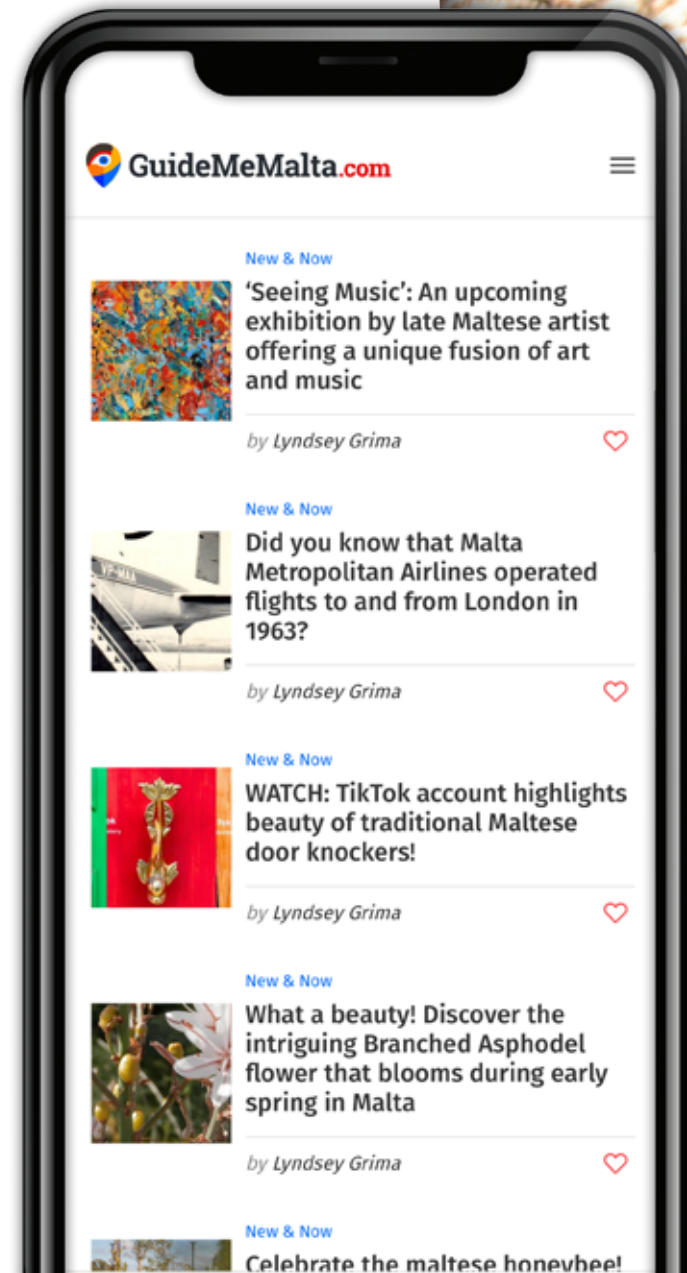 GuideMeMalta.com
New & Now
‘Seeing Music’: An upcoming
exhibition by late Maltese artist
offering a unique fusion of art
and music
by Lyndsey Grima
New & Now
Did you know that Malta
Metropolitan Airlines operated
flights to and from London in
1963?
VP-MAA
by Lyndsey Grima
New & Now
WATCH: TikTok account highlights
beauty of traditional Maltese
door knockers!
by Lyndsey Grima
New & Now
What a beauty! Discover the
intriguing Branched Asphodel
flower that blooms during early
spring in Malta
by Lyndsey Grima
New & Now
Celebrate the maltese honeybee!